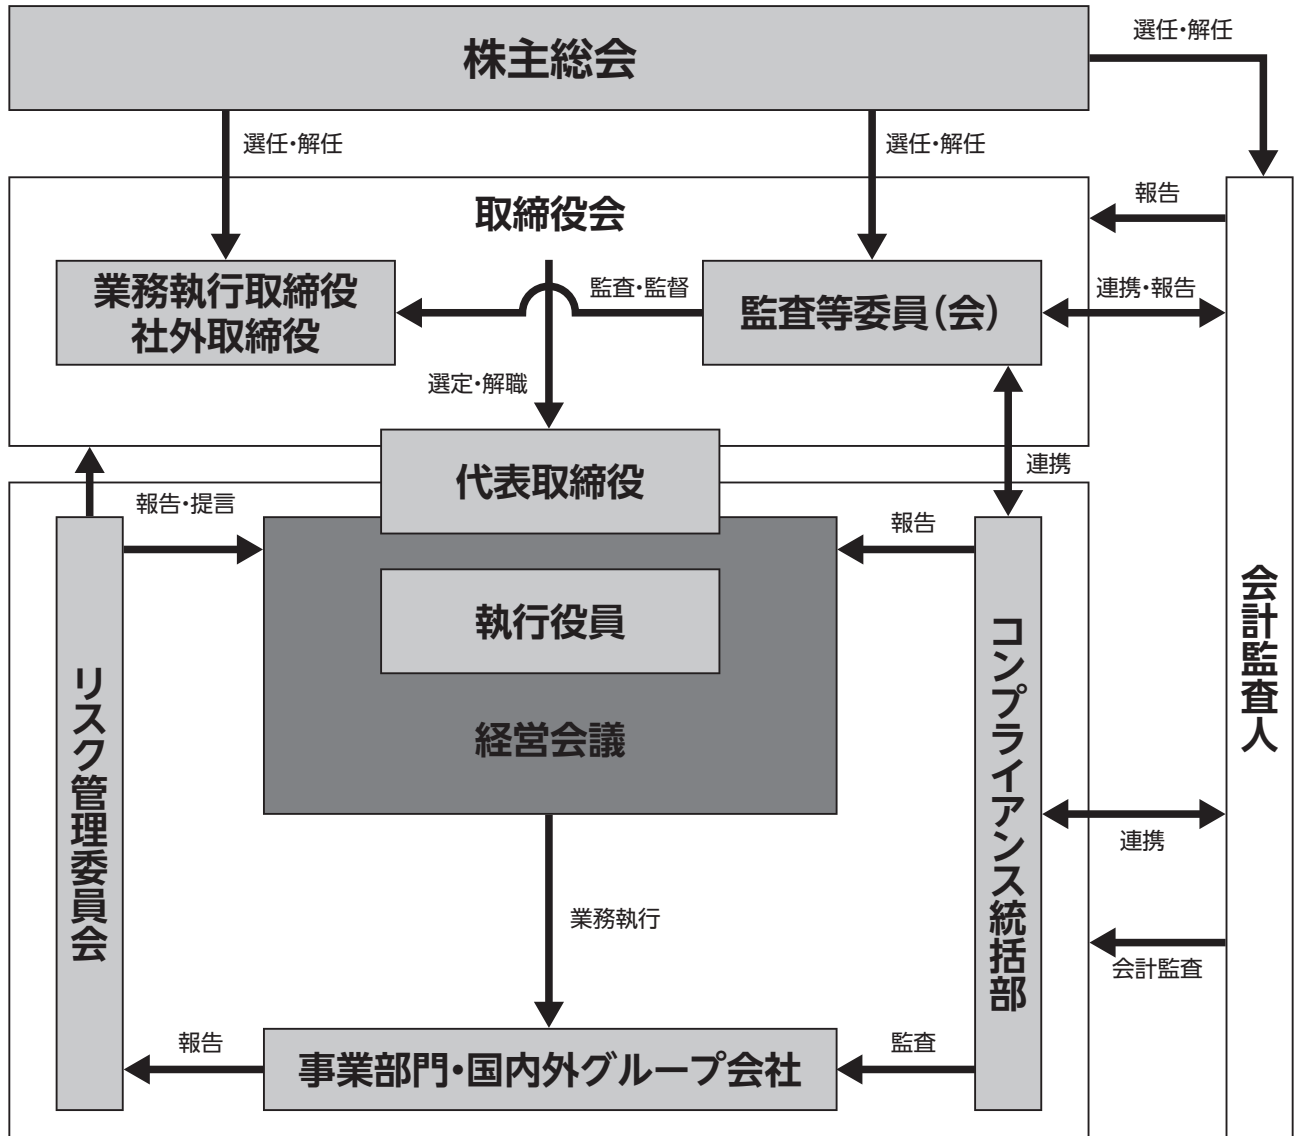 株主総会
選任・解任
選任・解任
選任・解任
取締役会
報告
業務執行取締役
社外取締役
監査・監督
監査等委員(会)
連携・報告
選定・解職
代表取締役
連携
報告・提言
報告
執行役員
経営会議
リスク管理委員会
コンプライアンス統括部
会計監査人
連携
業務執行
会計監査
報告
事業部門・国内外グループ会社
監査